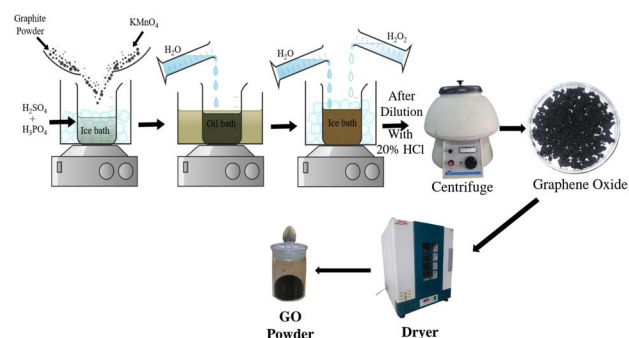 Graphite
Powder
KMnO₄
H₂SO₄
+
H₃PO₄
Ice bath
H₂O
Oil bath
H₂O
H₂O₂
Ice bath
After
Dilution
With
20% HCl
Centrifuge
Graphene Oxide
GO
Powder
Dryer